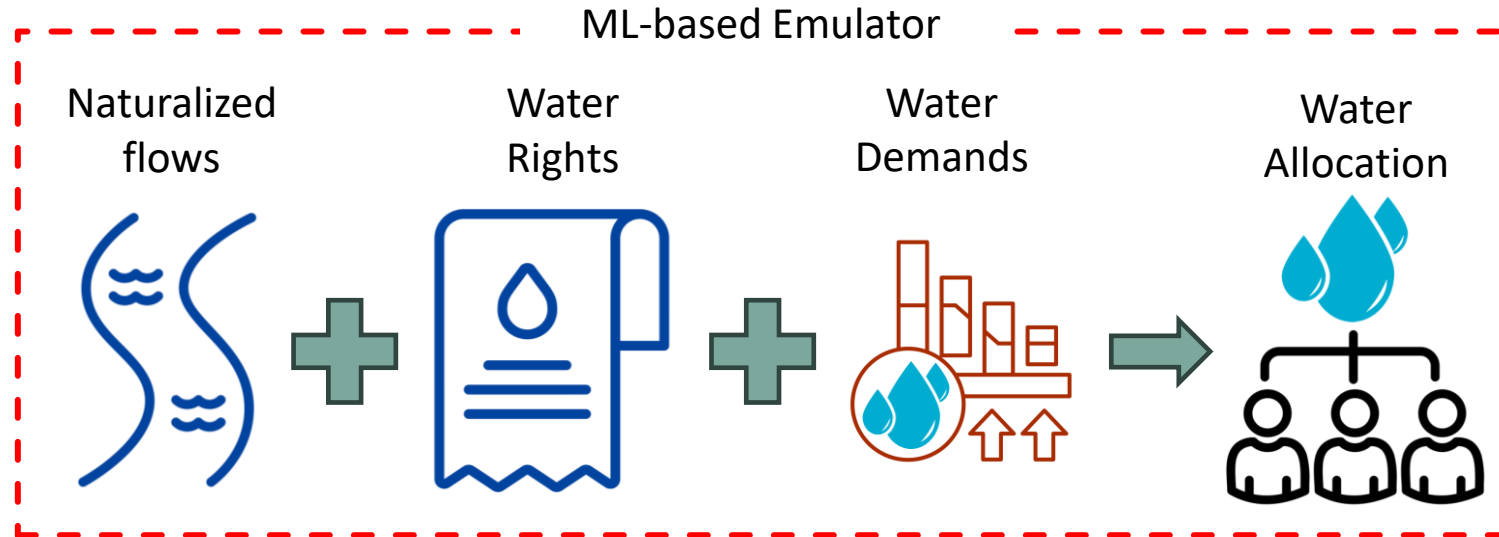 ML-based Emulator
Naturalized
flows
Water
Rights
Water
Demands
Water
Allocation